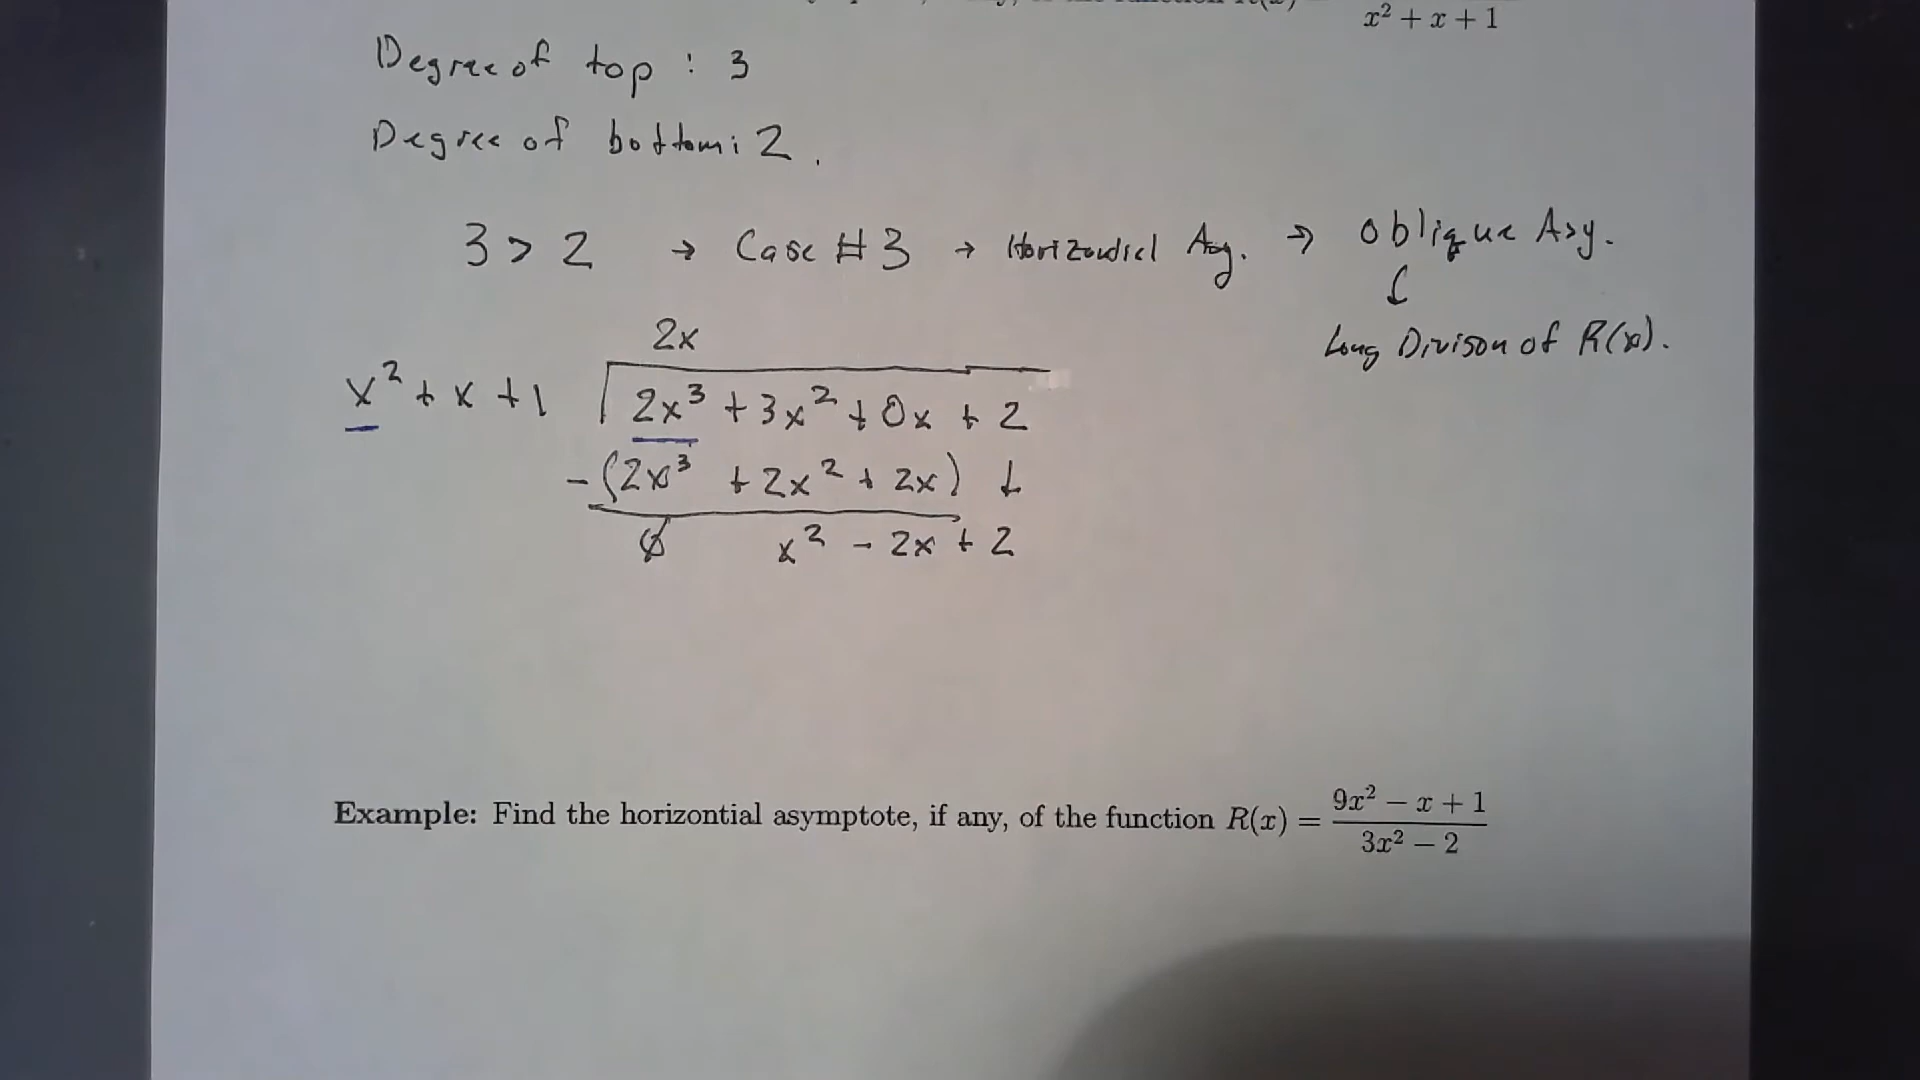 x² + x + 1
Degree of top : 3
Degree of bottom: 2.
3 > 2 → Case #3 → Horizondial Asy. → Oblique Asy.
↓
Long Divison of R(x).
2x
x² + x + 1 2x³ + 3x² + 0x + 2
-(2x³ + 2x² + 2x) ↓
0 x² - 2x + 2
Example: Find the horizontial asymptote, if any, of the function R(x) = 9x² − x + 1 / 3x² − 2